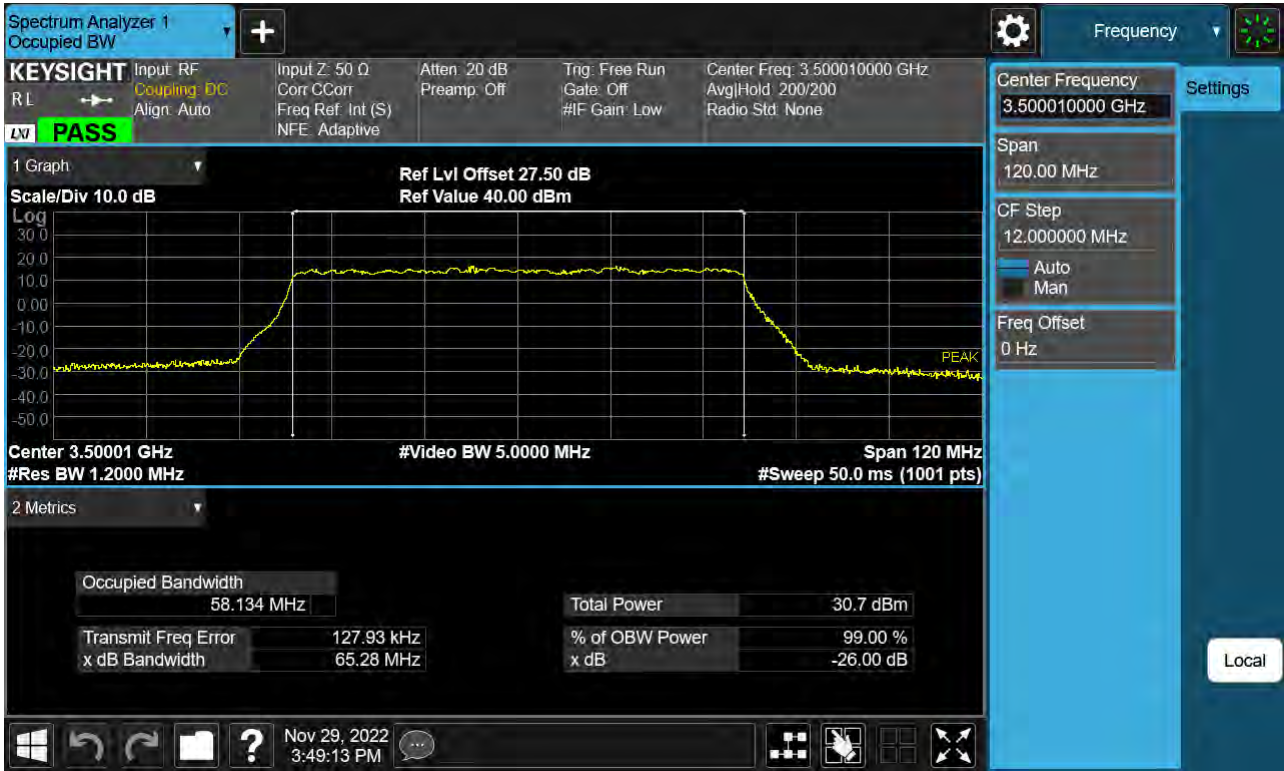 Spectrum Analyzer 1
Occupied BW
+
Frequency
KEYSIGHT
RL
LXI
PASS
Input: RF
Coupling: DC
Align: Auto
Input Z: 50 Ω
Corr CCorr
Freq Ref: Int (S)
NFE: Adaptive
Atten: 20 dB
Preamp: Off
Trig: Free Run
Gate: Off
#IF Gain: Low
Center Freq: 3.500010000 GHz
Avg|Hold: 200/200
Radio Std: None
Center Frequency
3.500010000 GHz
Settings
Span
120.00 MHz
CF Step
12.000000 MHz
Auto
Man
Freq Offset
0 Hz
Local
1 Graph
Scale/Div 10.0 dB
Ref Lvl Offset 27.50 dB
Ref Value 40.00 dBm
Log
30.0
20.0
10.0
0.00
-10.0
-20.0
-30.0
-40.0
-50.0
PEAK
Center 3.50001 GHz
#Video BW 5.0000 MHz
Span 120 MHz
#Res BW 1.2000 MHz
#Sweep 50.0 ms (1001 pts)
2 Metrics
Occupied Bandwidth
58.134 MHz
Total Power 30.7 dBm
Transmit Freq Error 127.93 kHz
% of OBW Power 99.00 %
x dB Bandwidth 65.28 MHz
x dB -26.00 dB
?
Nov 29, 2022
3:49:13 PM